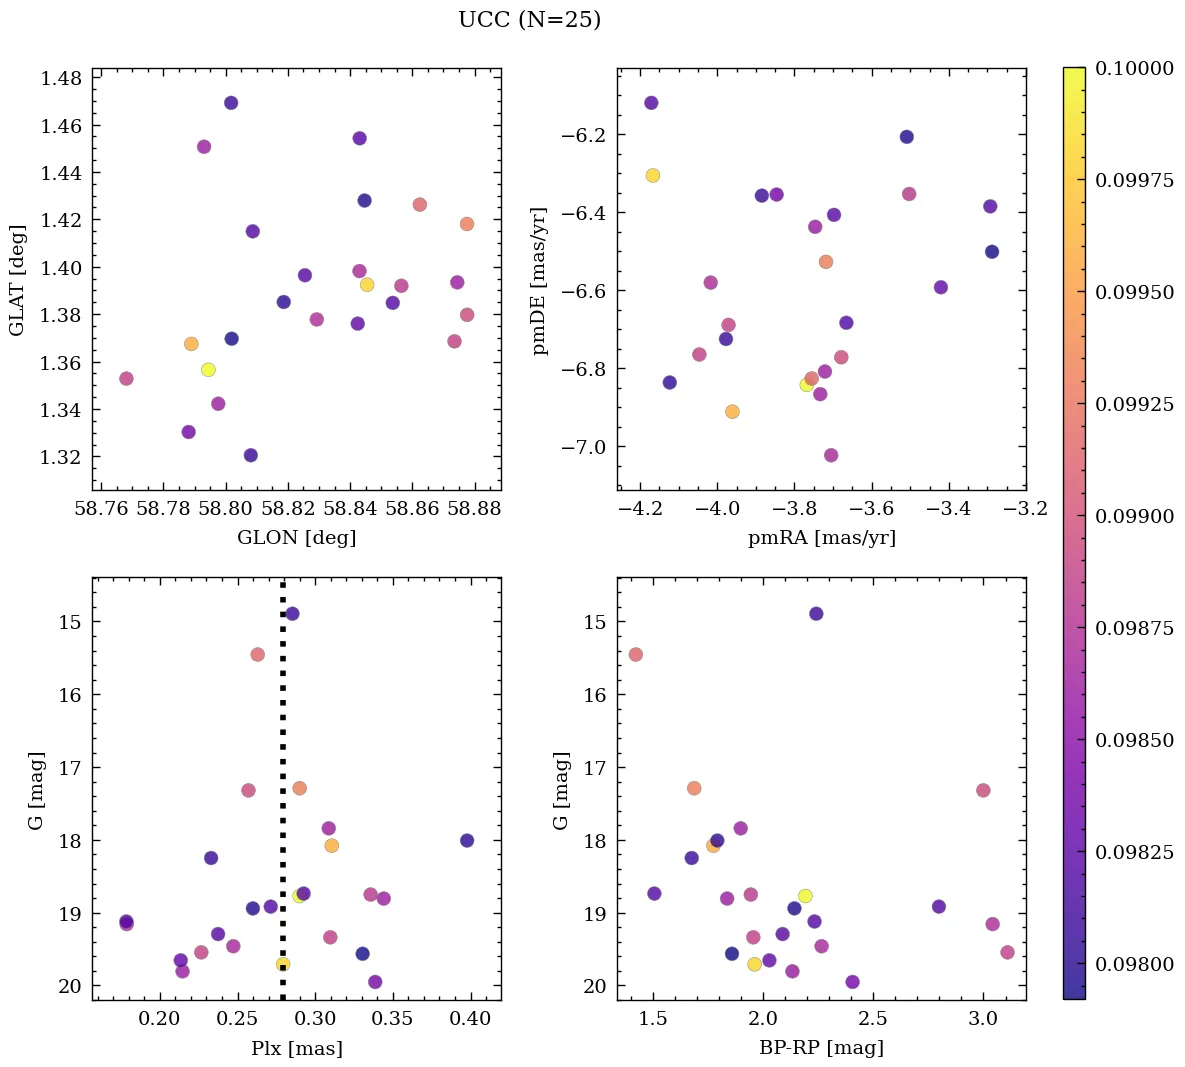 UCC (N=25)
1.48
1.46
1.44
1.42
1.40
1.38
1.36
1.34
1.32
GLAT [deg]
58.76 58.78 58.80 58.82 58.84 58.86 58.88
GLON [deg]
−6.2
−6.4
−6.6
−6.8
−7.0
pmDE [mas/yr]
−4.2 −4.0 −3.8 −3.6 −3.4 −3.2
pmRA [mas/yr]
15
16
17
18
19
20
G [mag]
0.20 0.25 0.30 0.35 0.40
Plx [mas]
15
16
17
18
19
20
G [mag]
1.5 2.0 2.5 3.0
BP-RP [mag]
0.10000
0.09975
0.09950
0.09925
0.09900
0.09875
0.09850
0.09825
0.09800